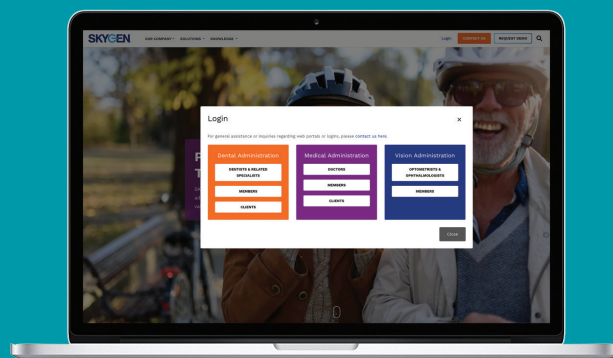 SKYGEN
OUR COMPANY
SOLUTIONS
KNOWLEDGE
Login
CONTACT US
REQUEST DEMO
Login
×
For general assistance or inquiries regarding web portals or logins, please contact us here.
Dental Administration
DENTISTS & RELATED
SPECIALISTS
MEMBERS
CLIENTS
Medical Administration
DOCTORS
MEMBERS
CLIENTS
Vision Administration
OPTOMETRISTS &
OPHTHALMOLOGISTS
MEMBERS
Close